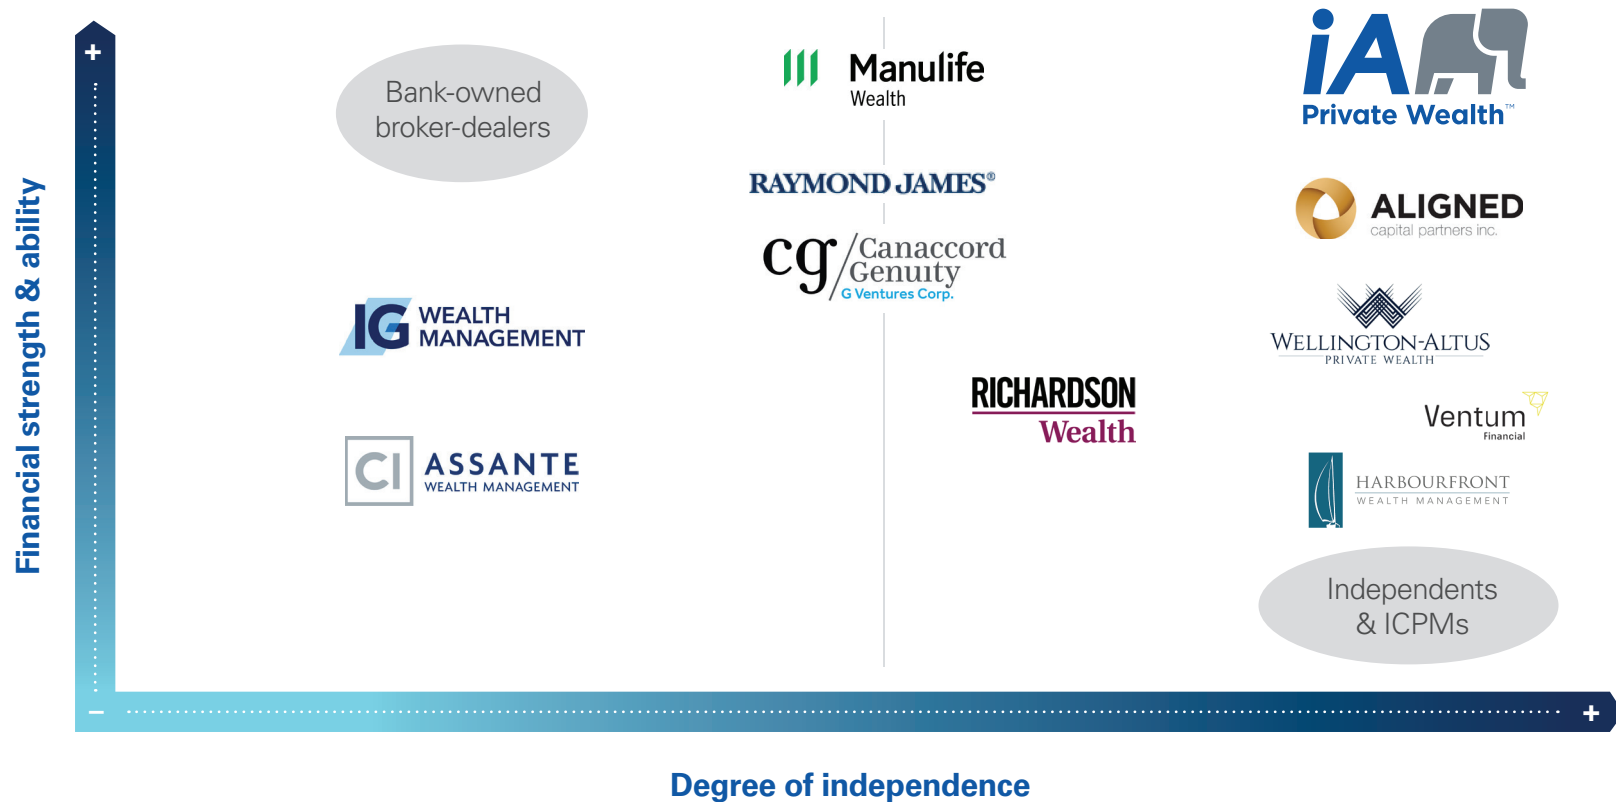 +
Financial strength & ability
Bank-owned
broker-dealers
IG WEALTH
MANAGEMENT
CI ASSANTE
WEALTH MANAGEMENT
Manulife
Wealth
RAYMOND JAMES®
cg/Canaccord
Genuity
G Ventures Corp.
RICHARDSON
Wealth
iA
Private Wealth™
ALIGNED
capital partners inc.
WELLINGTON-ALTUS
PRIVATE WEALTH
Ventum
Financial
HARBOURFRONT
WEALTH MANAGEMENT
Independents
& ICPMs
– +
Degree of independence